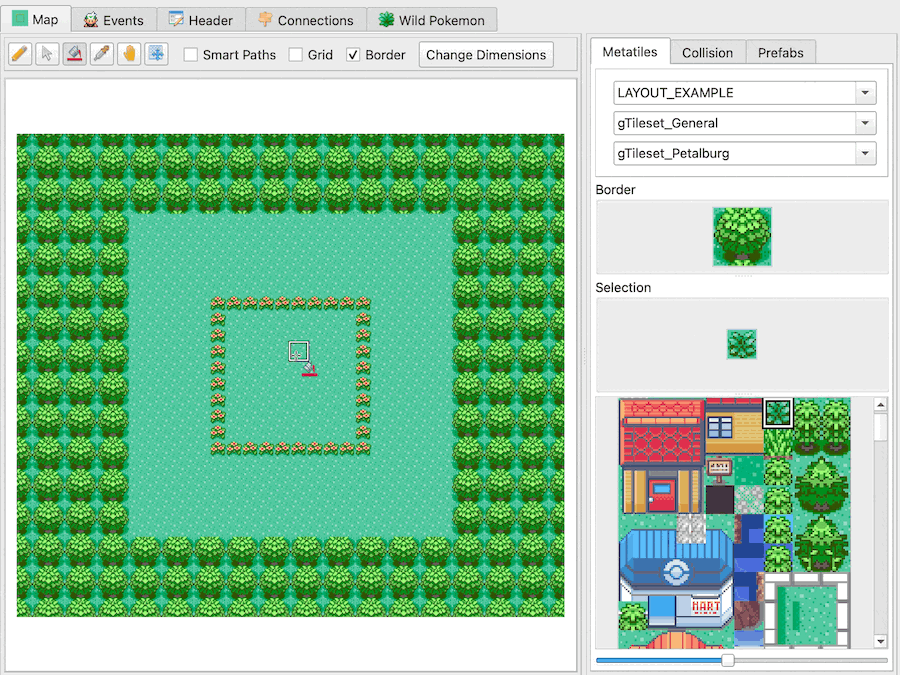 Map Events Header Connections Wild Pokemon
Smart Paths Grid Border Change Dimensions
Metatiles Collision Prefabs
LAYOUT_EXAMPLE
gTileset_General
gTileset_Petalburg
Border
Selection
MART